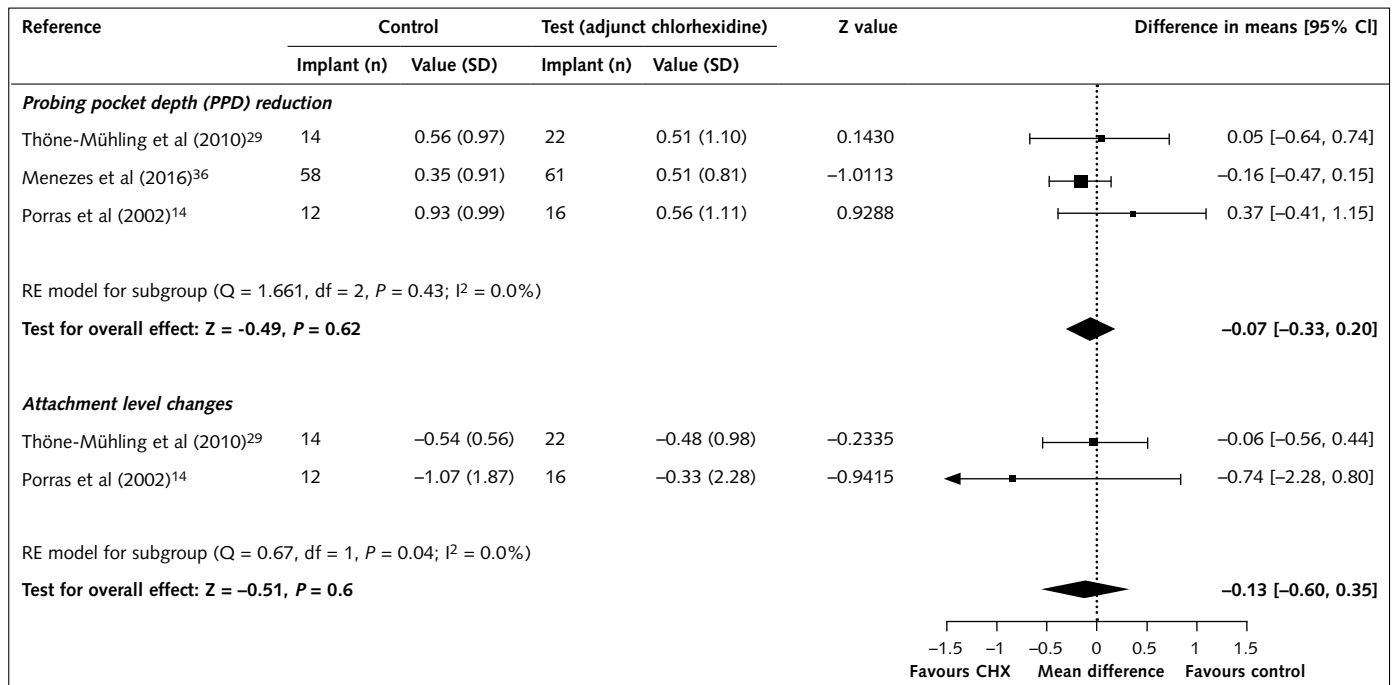 Reference Control Test (adjunct chlorhexidine) Z value Difference in means [95% CI]
Implant (n) Value (SD) Implant (n) Value (SD)
Probing pocket depth (PPD) reduction
Thöne-Mühling et al (2010)29 14 0.56 (0.97) 22 0.51 (1.10) 0.1430 0.05 [–0.64, 0.74]
Menezes et al (2016)36 58 0.35 (0.91) 61 0.51 (0.81) –1.0113 –0.16 [–0.47, 0.15]
Porras et al (2002)14 12 0.93 (0.99) 16 0.56 (1.11) 0.9288 0.37 [–0.41, 1.15]
RE model for subgroup (Q = 1.661, df = 2, P = 0.43; I2 = 0.0%)
Test for overall effect: Z = -0.49, P = 0.62 –0.07 [–0.33, 0.20]
Attachment level changes
Thöne-Mühling et al (2010)29 14 –0.54 (0.56) 22 –0.48 (0.98) –0.2335 –0.06 [–0.56, 0.44]
Porras et al (2002)14 12 –1.07 (1.87) 16 –0.33 (2.28) –0.9415 –0.74 [–2.28, 0.80]
RE model for subgroup (Q = 0.67, df = 1, P = 0.04; I2 = 0.0%)
Test for overall effect: Z = –0.51, P = 0.6 –0.13 [–0.60, 0.35]
–1.5 –1 –0.5 0 0.5 1 1.5
Favours CHX Mean difference Favours control